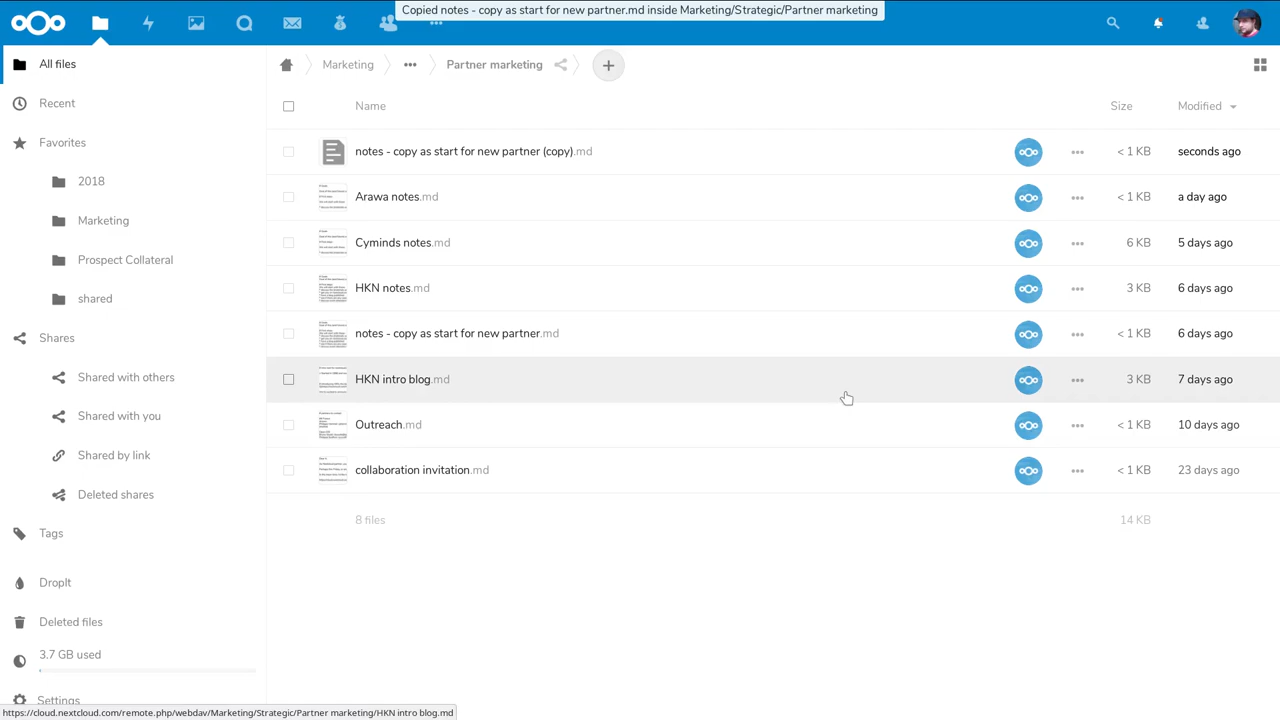 Copied notes - copy as start for new partner.md inside Marketing/Strategic/Partner marketing
All files
Marketing
Partner marketing
Recent
Name Size Modified
Favorites
notes - copy as start for new partner (copy).md < 1 KB seconds ago
2018
Arawa notes.md a day ago
Marketing
Cyminds notes.md 6 KB 5 days ago
Prospect Collateral
HKN notes.md 3 KB 6 days ago
shared
notes - copy as start for new partner.md < 1 KB 6 days ago
Shares
HKN intro blog.md 3 KB 7 days ago
Shared with others
Outreach.md < 1 KB 10 days ago
Shared with you
collaboration invitation.md < 1 KB 23 days ago
Shared by link
Deleted shares
8 files 14 KB
Tags
DropIt
Deleted files
3.7 GB used
Settings
https://cloud.nextcloud.com/remote.php/webdav/Marketing/Strategic/Partner marketing/HKN intro blog.md